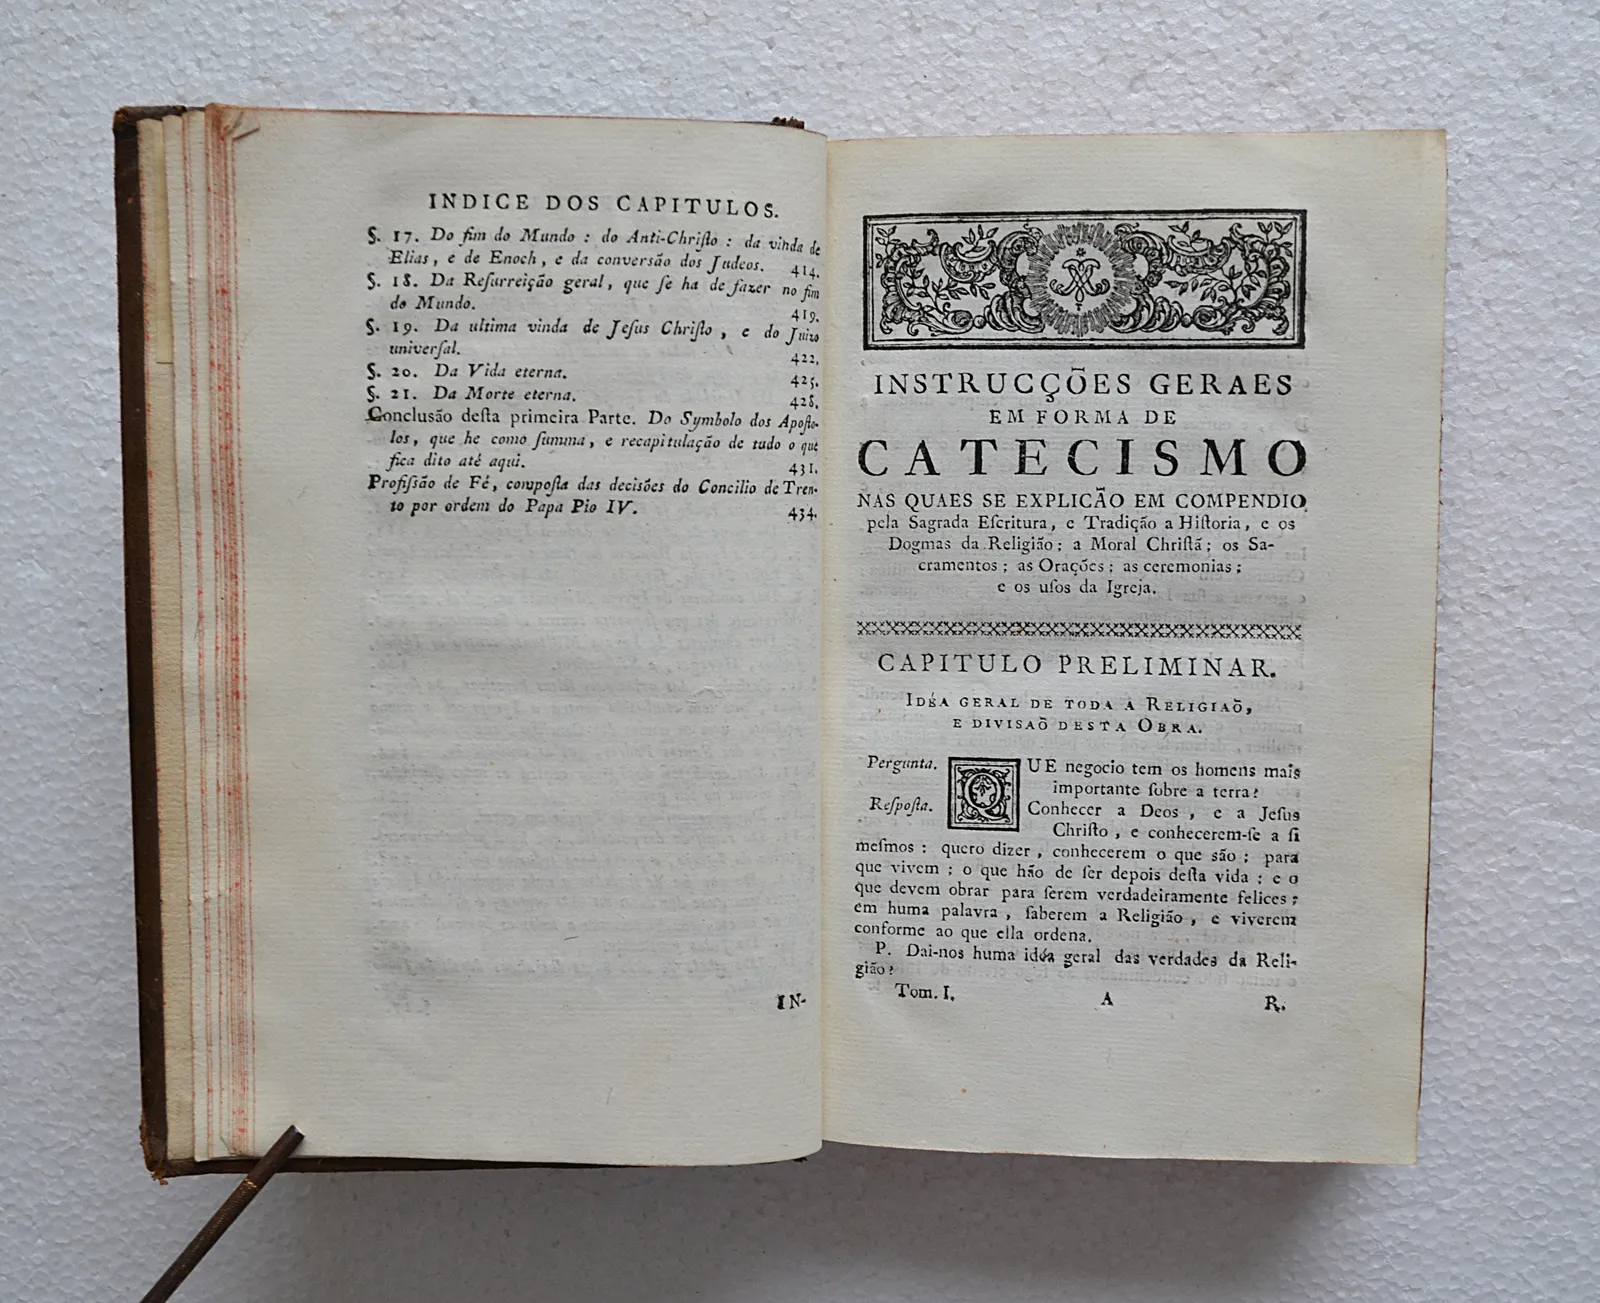 INDICE DOS CAPITULOS.
§. 17. Do fim do Mundo : do Anti-Chriſto : da vinda de
Elias, e de Enoch, e da conversão dos Judeos. 414.
§. 18. Da Reſurreição geral, que ſe ha de fazer no fim
do Mundo. 419.
§. 19. Da ultima vinda de Jeſus Chriſto, e do Juizo
univerſal. 422.
§. 20. Da Vida eterna. 425.
§. 21. Da Morte eterna. 428.
Concluſão deſta primeira Parte. Do Symbolo dos Apoſto-
los, que he como ſumma, e recapitulação de tudo o que
fica dito até aqui. 431.
Profiſsão de Fé, compoſta das decisões do Concilio de Tren-
to por ordem do Papa Pio IV. 434.
IN-
INSTRUCÇÕES GERAES
EM FORMA DE
CATECISMO
NAS QUAES SE EXPLICÃO EM COMPENDIO,
pela Sagrada Eſcritura, e Tradição a Hiſtoria, e os
Dogmas da Religião; a Moral Chriſtã; os Sa-
cramentos; as Orações; as ceremonias;
e os uſos da Igreja.
CAPITULO PRELIMINAR.
IDÉA GERAL DE TODA A RELIGIAÕ,
E DIVISAÕ DESTA OBRA.
Pergunta. QUE negocio tem os homens mais
importante ſobre a terra?
Reſpoſta. Conhecer a Deos, e a Jeſus
Chriſto, e conhecerem-ſe a ſi
meſmos: quero dizer, conhecerem o que são; para
que vivem; o que hão de ſer depois deſta vida; e o
que devem obrar para ſerem verdadeiramente felices;
em huma palavra, ſaberem a Religião, e viverem
conforme ao que ella ordena.
P. Dai-nos huma idéa geral das verdades da Reli-
gião?
Tom. I. A R.